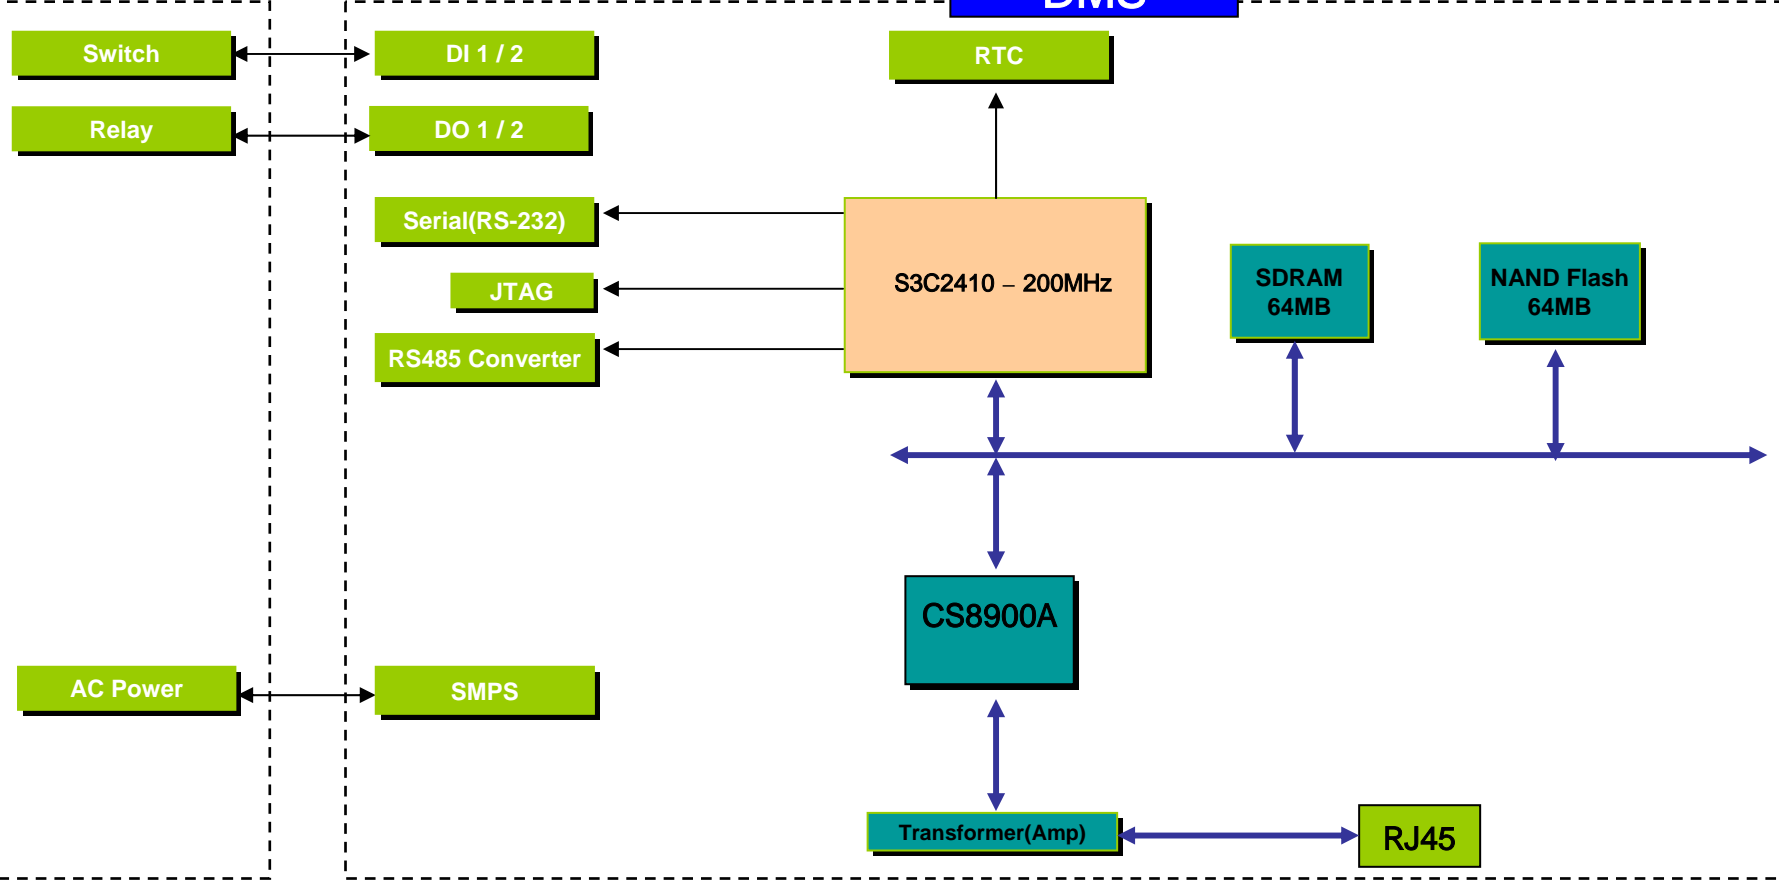 DMS
Switch
DI 1 / 2
RTC
Relay
DO 1 / 2
Serial(RS-232)
S3C2410 – 200MHz
SDRAM
64MB
NAND Flash
64MB
JTAG
RS485 Converter
CS8900A
AC Power
SMPS
Transformer(Amp)
RJ45